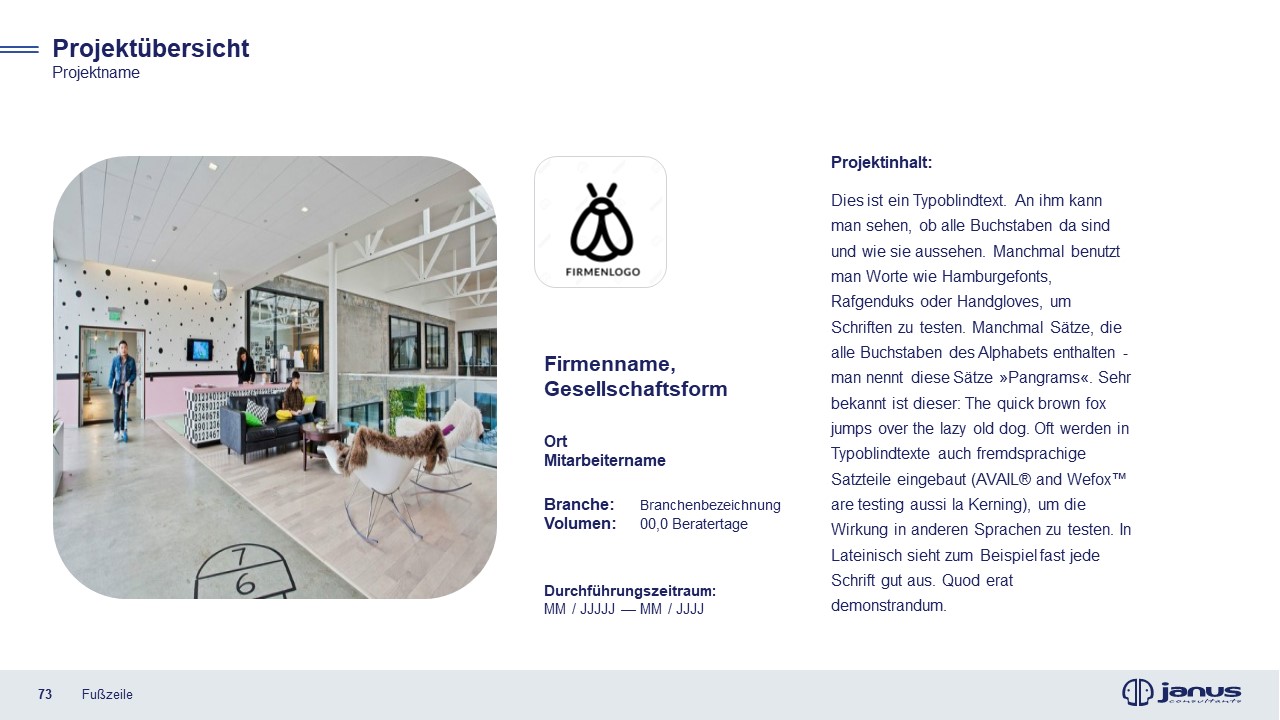 Projektübersicht
Projektname
FIRMENLOGO
Firmenname,
Gesellschaftsform
Ort
Mitarbeitername
Branche: Branchenbezeichnung
Volumen: 00,0 Beratertage
Durchführungszeitraum:
MM / JJJJJ — MM / JJJJ
Projektinhalt:
Dies ist ein Typoblindtext. An ihm kann
man sehen, ob alle Buchstaben da sind
und wie sie aussehen. Manchmal benutzt
man Worte wie Hamburgefonts,
Rafgenduks oder Handgloves, um
Schriften zu testen. Manchmal Sätze, die
alle Buchstaben des Alphabets enthalten -
man nennt diese Sätze »Pangrams«. Sehr
bekannt ist dieser: The quick brown fox
jumps over the lazy old dog. Oft werden in
Typoblindtexte auch fremdsprachige
Satzteile eingebaut (AVAIL® and Wefox™
are testing aussi la Kerning), um die
Wirkung in anderen Sprachen zu testen. In
Lateinisch sieht zum Beispiel fast jede
Schrift gut aus. Quod erat
demonstrandum.
7
6
73 Fußzeile
janus
consultants